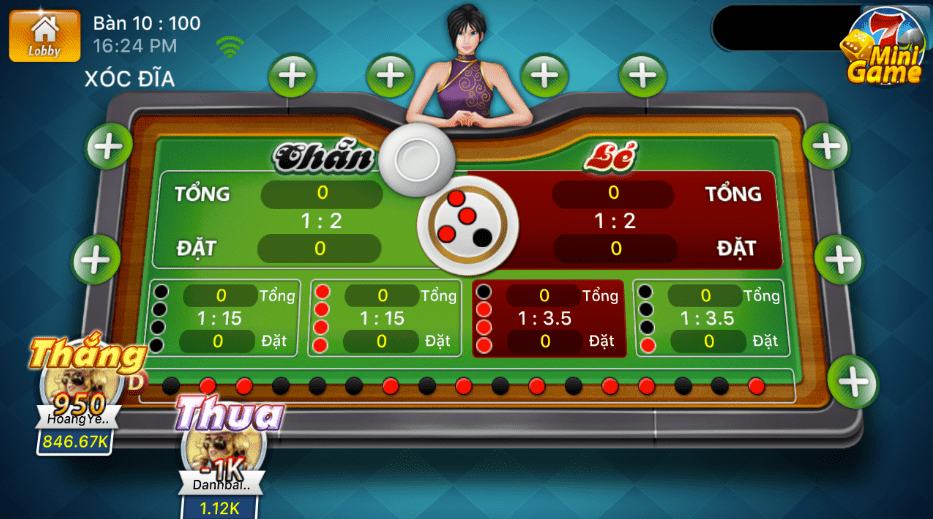 Lobby
Bàn 10 : 100
16:24 PM
XÓC ĐĨA
7
Mini
Game
Chẵn
Lẻ
TỔNG 0
1 : 2
ĐẶT 0
0 TỔNG
1 : 2
0 ĐẶT
0 Tổng
1 : 15
0 Đặt
0 Tổng
1 : 15
0 Đặt
0 Tổng
1 : 3.5
0 Đặt
0 Tổng
1 : 3.5
0 Đặt
Thắng
D
950
HoangYe..
846.67K
Thua
-1K
Danhbai..
1.12K